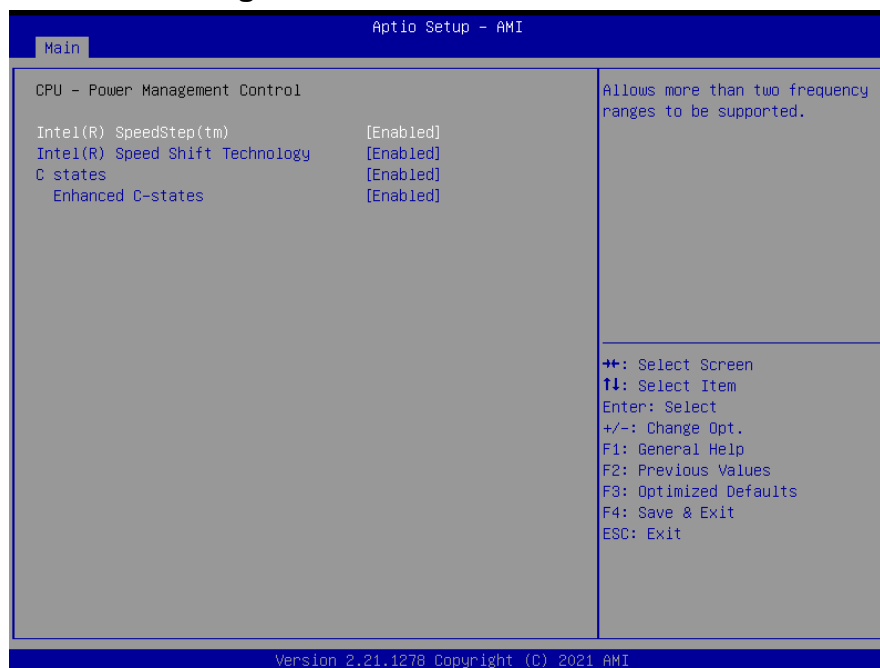 Aptio Setup – AMI
Main
CPU – Power Management Control
Intel(R) SpeedStep(tm) [Enabled]
Intel(R) Speed Shift Technology [Enabled]
C states [Enabled]
Enhanced C-states [Enabled]
Allows more than two frequency
ranges to be supported.
→←: Select Screen
↑↓: Select Item
Enter: Select
+/-: Change Opt.
F1: General Help
F2: Previous Values
F3: Optimized Defaults
F4: Save & Exit
ESC: Exit
Version 2.21.1278 Copyright (C) 2021 AMI